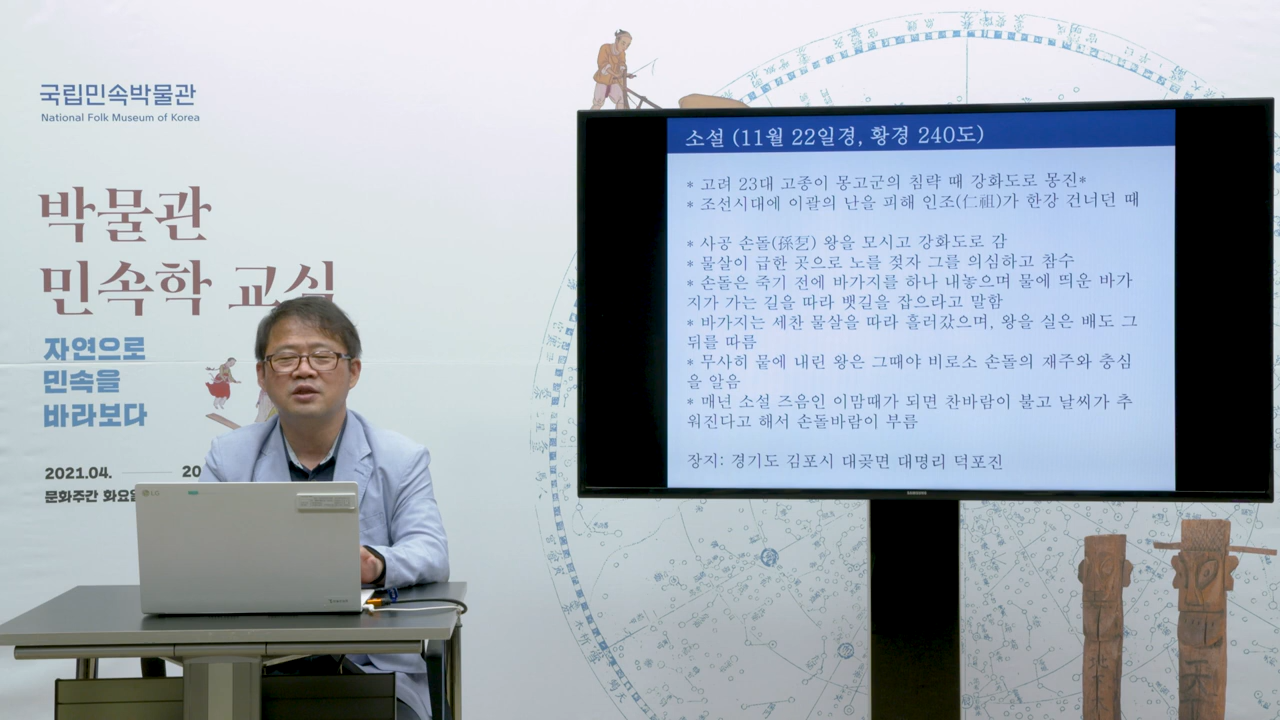 국립민속박물관
National Folk Museum of Korea
박물관
민속학 교실
자연으로
민속을
바라보다
2021.04.
20
문화주간 화요일
LG
소설 (11월 22일경, 황경 240도)
* 고려 23대 고종이 몽고군의 침략 때 강화도로 몽진*
* 조선시대에 이괄의 난을 피해 인조(仁祖)가 한강 건너던 때
* 사공 손돌(孫乭) 왕을 모시고 강화도로 감
* 물살이 급한 곳으로 노를 젖자 그를 의심하고 참수
* 손돌은 죽기 전에 바가지를 하나 내놓으며 물에 띄운 바가
지가 가는 길을 따라 뱃길을 잡으라고 말함
* 바가지는 세찬 물살을 따라 흘러갔으며, 왕을 실은 배도 그
뒤를 따름
* 무사히 뭍에 내린 왕은 그때야 비로소 손돌의 재주와 충심
을 알음
* 매년 소설 즈음인 이맘때가 되면 찬바람이 불고 날씨가 추
워진다고 해서 손돌바람이 부름
장지: 경기도 김포시 대곶면 대명리 덕포진
SAMSUNG